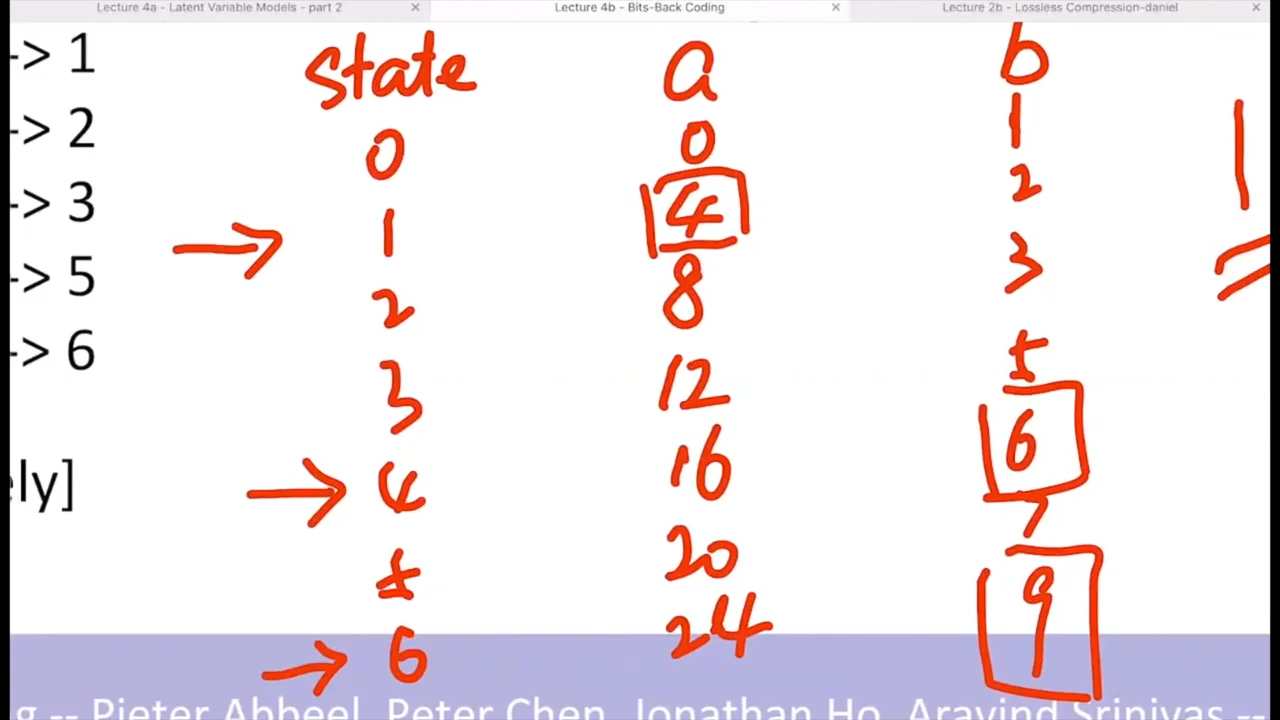 Lecture 4a - Latent Variable Models - part 2 × Lecture 4b - Bits-Back Coding × Lecture 2b - Lossless Compression-daniel ×
-> 1 state a b
0 0 1
-> 2
1 4 2
-> 3
2 8 3
-> 5
3 12 5
-> 6
4 16 6
ely]
5 20 7
6 24 9
g -- Pieter Abbeel, Peter Chen, Jonathan Ho, Aravind Srinivas --